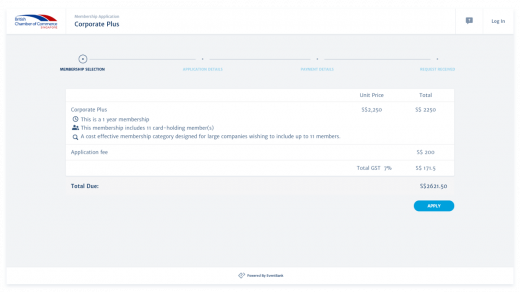 British
Chamber of Commerce
SINGAPORE
Membership Application
Corporate Plus
Log In
MEMBERSHIP SELECTION
APPLICATION DETAILS
PAYMENT DETAILS
REQUEST RECEIVED
Unit Price Total
Corporate Plus S$2,250 S$ 2250
This is a 1 year membership
This membership includes 11 card-holding member(s)
A cost effective membership category designed for large companies wishing to include up to 11 members.
Application fee S$ 200
Total GST 7% S$ 171.5
Total Due: S$2621.50
APPLY
Powered By EventBank